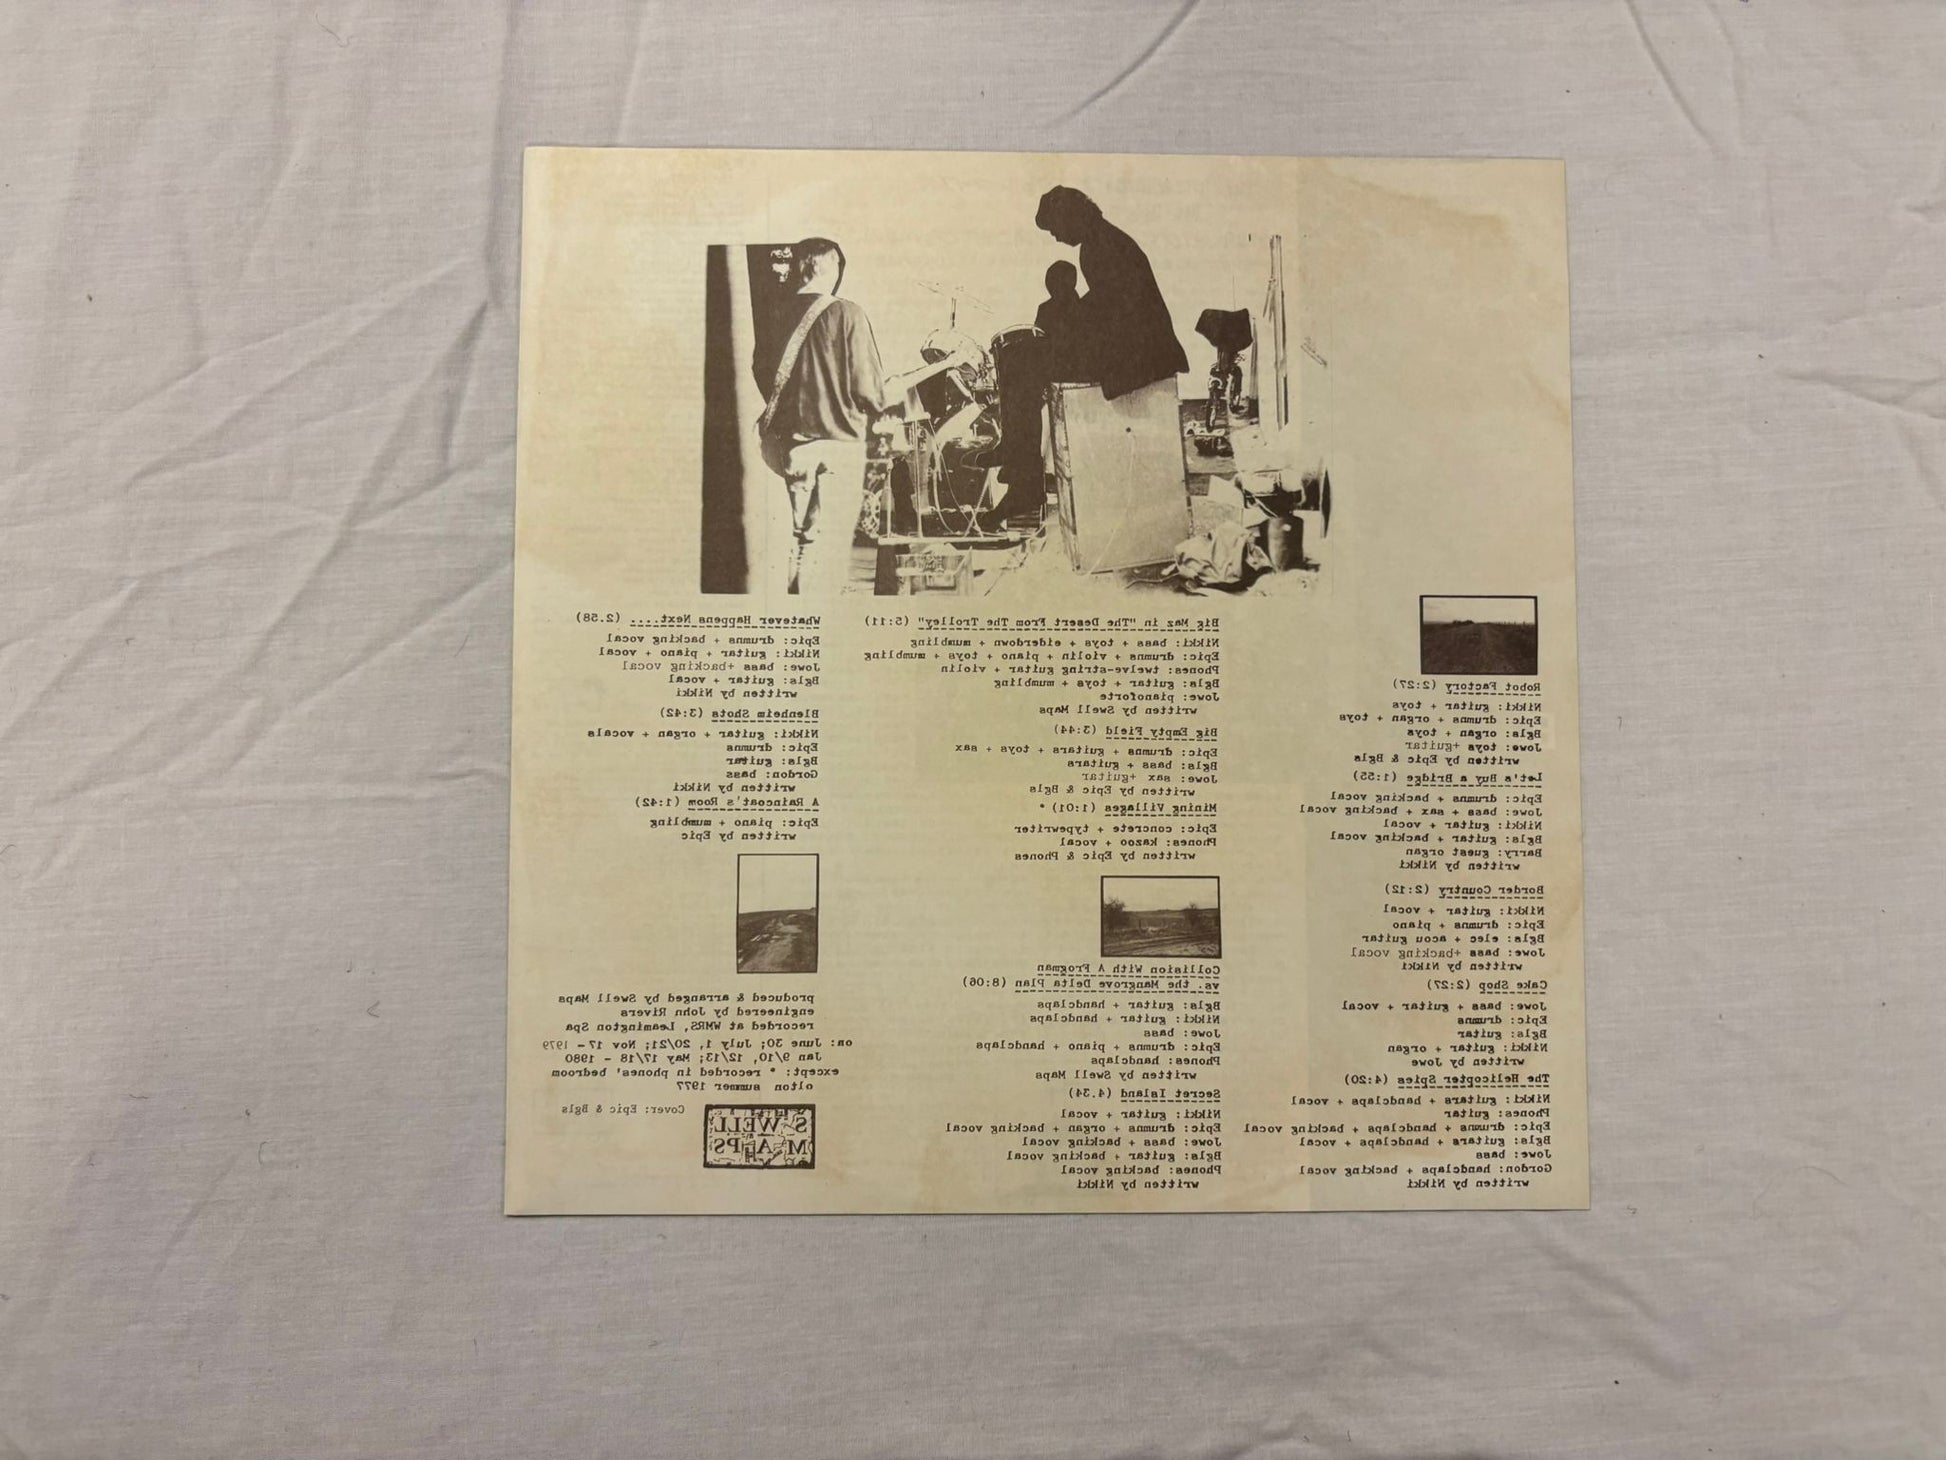 Robot Factory (2:27)
Nikki: guitar + toys
Epic: drums + organ + toys
Bgls: organ + toys
Jowe: toys +guitar
written by Epic & Bgls
Let's Buy a Bridge (1:55)
Epic: drums + backing vocal
Jowe: bass + sax + backing vocal
Nikki: guitar + vocal
Bgls: guitar + backing vocal
Barry: guest organ
written by Nikki
Border Country (2:12)
Nikki: guitar + vocal
Epic: drums + piano
Bgls: elec + acou guitar
Jowe: bass +backing vocal
written by Nikki
Cake Shop (2:27)
Jowe: bass + guitar + vocal
Epic: drums
Bgls: guitar
Nikki: guitar + organ
written by Jowe
The Helicopter Spies (4:20)
Nikki: guitars + handclaps + vocal
Phones: guitar
Epic: drums + handclaps + backing vocal
Bgls: guitars + handclaps + vocal
Jowe: bass
Gordon: handclaps + backing vocal
written by Nikki
Big Maz in "The Desert From The Trolley" (5:11)
Nikki: bass + toys + eiderdown + mumbling
Epic: drums + violin + piano + toys + mumbling
Phones: twelve-string guitar + violin
Bgls: guitar + toys + mumbling
Jowe: pianoforte
written by Swell Maps
Big Empty Field (3:44)
Epic: drums + guitars + toys + sax
Bgls: bass + guitars
Jowe: sax +guitar
written by Epic & Bgls
Mining Villages (1:01) *
Epic: concrete + typewriter
Phones: kazoo + vocal
written by Epic & Phones
Collision With A Frogman
vs. the Mangrove Delta Plan (8:06)
Bgls: guitar + handclaps
Nikki: guitar + handclaps
Jowe: bass
Epic: drums + piano + handclaps
Phones: handclaps
written by Swell Maps
Secret Island (4.34)
Nikki: guitar + vocal
Epic: drums + organ + backing vocal
Jowe: bass + backing vocal
Bgls: guitar + backing vocal
Phones: backing vocal
written by Nikki
Whatever Happens Next.... (2.58)
Epic: drums + backing vocal
Nikki: guitar + piano + vocal
Jowe: bass +backing vocal
Bgls: guitar + vocal
written by Nikki
Blenheim Shots (3:42)
Nikki: guitar + organ + vocals
Epic: drums
Bgls: guitar
Gordon: bass
written by Nikki
A Raincoat's Room (1:42)
Epic: piano + mumbling
written by Epic
produced & arranged by Swell Maps
engineered by John Rivers
recorded at WMRS, Leamington Spa
on: June 30; July 1, 20/21; Nov 17 - 1979
Jan 9/10, 12/13; May 17/18 - 1980
except: * recorded in phones' bedroom
olton summer 1977
SWELL
MAPS
Cover: Epic & Bgls